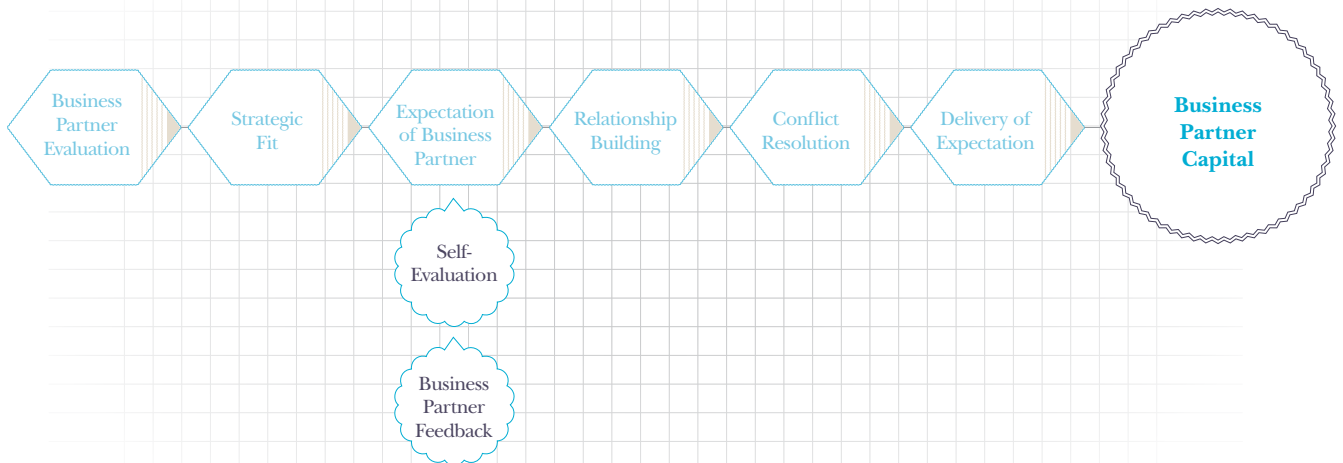 Business
Partner
Evaluation
Strategic
Fit
Expectation
of Business
Partner
Relationship
Building
Conflict
Resolution
Delivery of
Expectation
Business
Partner
Capital
Self-
Evaluation
Business
Partner
Feedback